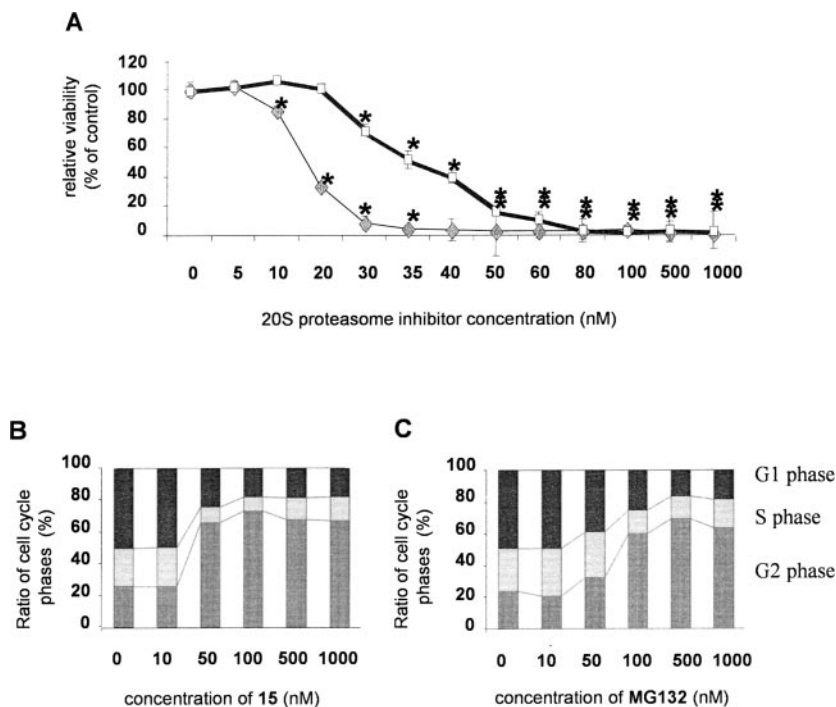 A
relative viability
(% of control)
120
100
80
60
40
20
0
0 5 10 20 30 35 40 50 60 80 100 500 1000
20S proteasome inhibitor concentration (nM)
B
Ratio of cell cycle
phases (%)
100
80
60
40
20
0
0 10 50 100 500 1000
concentration of 15 (nM)
C
Ratio of cell cycle
phases (%)
100
80
60
40
20
0
0 10 50 100 500 1000
concentration of MG132 (nM)
G1 phase
S phase
G2 phase